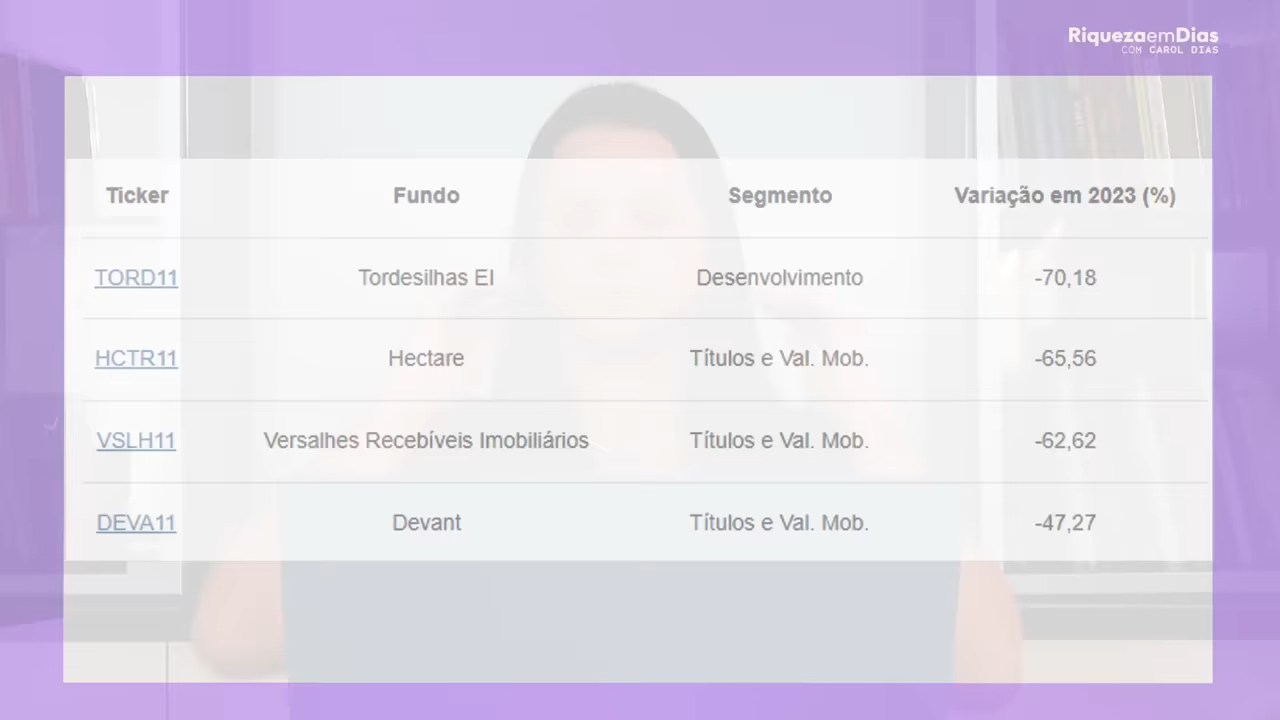 RiquezaemDias
COM CAROL DIAS
Ticker Fundo Segmento Variação em 2023 (%)
TORD11 Tordesilhas EI Desenvolvimento -70,18
HCTR11 Hectare Títulos e Val. Mob. -65,56
VSLH11 Versalhes Recebíveis Imobiliários Títulos e Val. Mob. -62,62
DEVA11 Devant Títulos e Val. Mob. -47,27